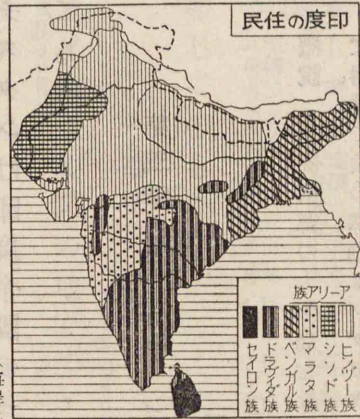 印度の住民
アーリア族
ヒンヅー族
シンド族
マラタ族
ベンガル族
ドラヴィダ族
セイロン族